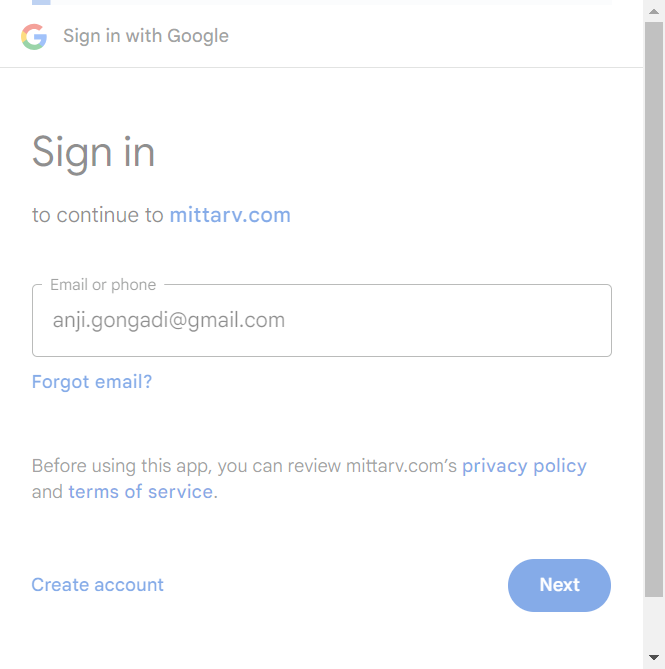 Sign in with Google
Sign in
to continue to mittarv.com
Email or phone
anji.gongadi@gmail.com
Forgot email?
Before using this app, you can review mittarv.com’s privacy policy
and terms of service.
Create account
Next